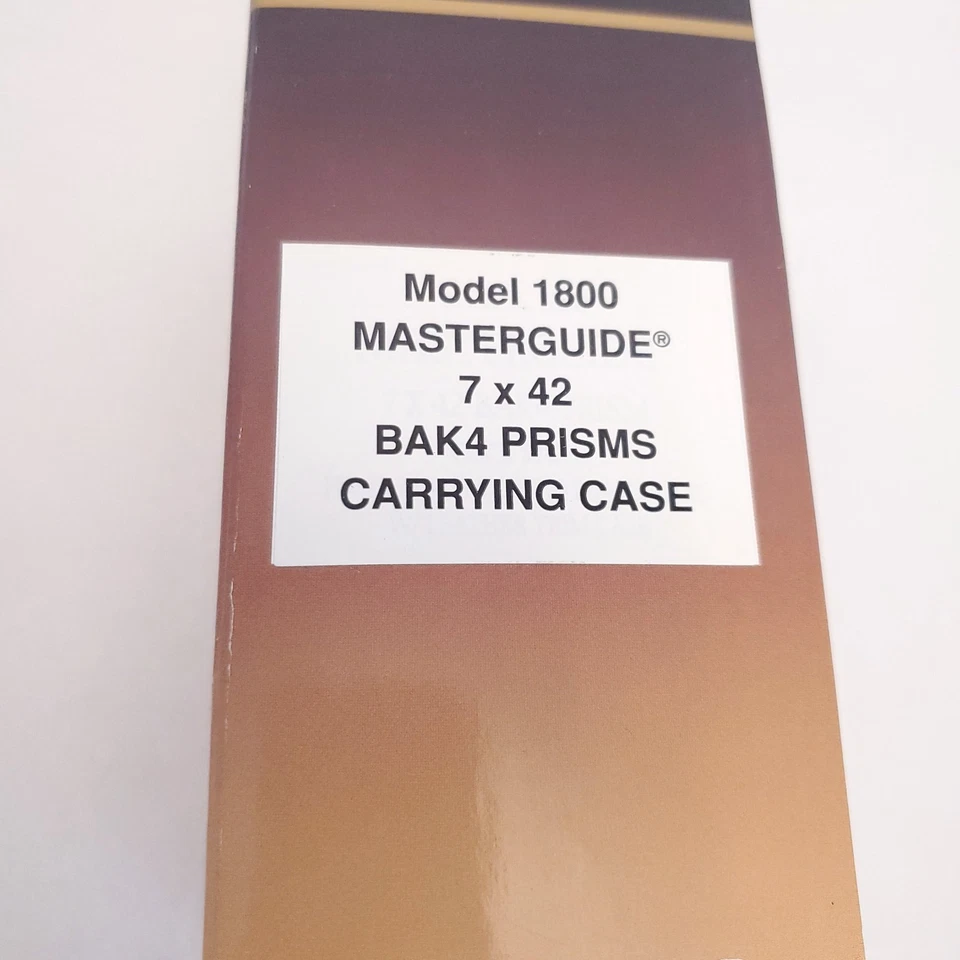 Model 1800
MASTERGUIDE®
7 x 42
BAK4 PRISMS
CARRYING CASE